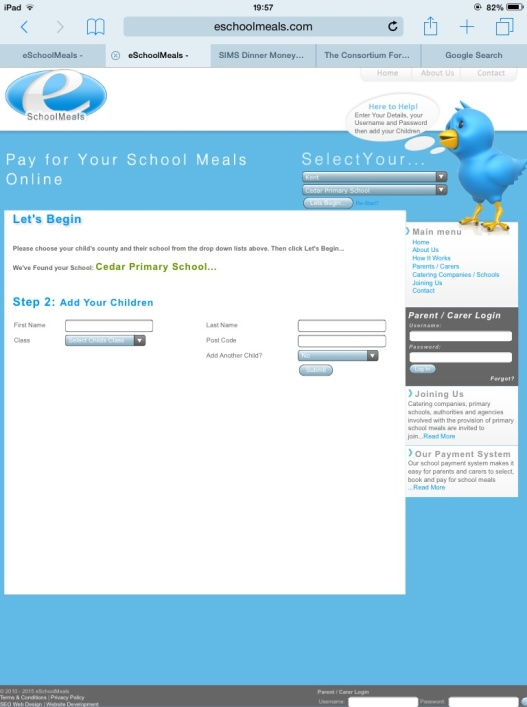 iPad
19:57
82%
eschoolmeals.com
eSchoolMeals -
eSchoolMeals -
SIMS Dinner Money...
The Consortium For...
Google Search
Home
About Us
Contact
e
SchoolMeals
Here to Help!
Enter Your Details, your
Username and Password
then add your Children
Pay for Your School Meals
Online
SelectYour...
Kent
Cedar Primary School
Lets Begin...
Re-Start?
Let's Begin
Please choose your child's county and their school from the drop down lists above. Then click Let's Begin...
We've Found your School: Cedar Primary School...
Step 2: Add Your Children
First Name
Last Name
Class
Select Childs Class
Post Code
Add Another Child?
No
Submit
Main menu
Home
About Us
How It Works
Parents / Carers
Catering Companies / Schools
Joining Us
Contact
Parent / Carer Login
Username:
Password:
Log in
Forgot?
Joining Us
Catering companies, primary
schools, authorities and agencies
involved with the provision of primary
school meals are invited to
join...Read More
Our Payment System
Our school payment system makes it
easy for parents and carers to select,
book and pay for school meals
...Read More
© 2010 - 2015 eSchoolMeals
Terms & Conditions | Privacy Policy
SEO Web Design | Website Development
Parent / Carer Login
Username:
Password: